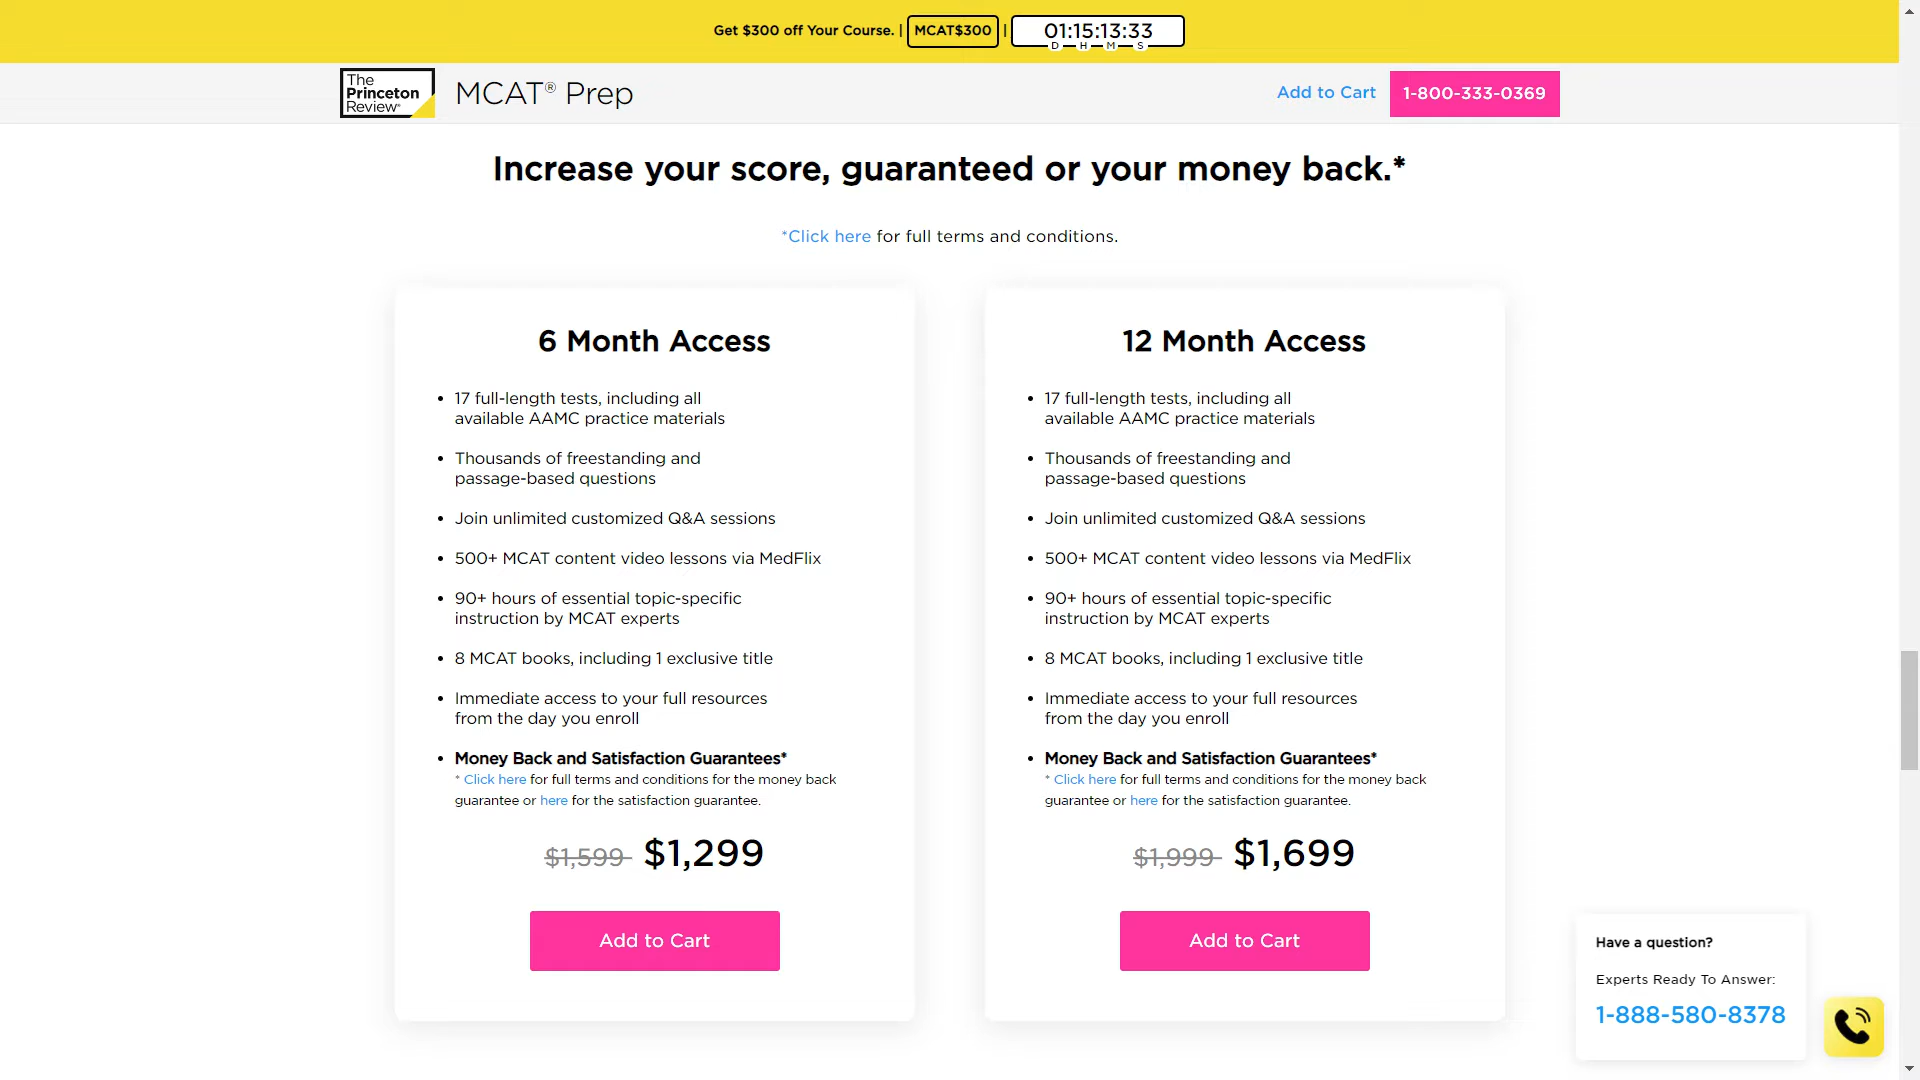 Get $300 off Your Course. | MCAT$300 | 01:15:13:33
D H M S
The
Princeton
Review®
MCAT® Prep
Add to Cart
1-800-333-0369
Increase your score, guaranteed or your money back.*
*Click here for full terms and conditions.
6 Month Access
• 17 full-length tests, including all
available AAMC practice materials
• Thousands of freestanding and
passage-based questions
• Join unlimited customized Q&A sessions
• 500+ MCAT content video lessons via MedFlix
• 90+ hours of essential topic-specific
instruction by MCAT experts
• 8 MCAT books, including 1 exclusive title
• Immediate access to your full resources
from the day you enroll
• Money Back and Satisfaction Guarantees*
* Click here for full terms and conditions for the money back
guarantee or here for the satisfaction guarantee.
$1,599 $1,299
Add to Cart
12 Month Access
• 17 full-length tests, including all
available AAMC practice materials
• Thousands of freestanding and
passage-based questions
• Join unlimited customized Q&A sessions
• 500+ MCAT content video lessons via MedFlix
• 90+ hours of essential topic-specific
instruction by MCAT experts
• 8 MCAT books, including 1 exclusive title
• Immediate access to your full resources
from the day you enroll
• Money Back and Satisfaction Guarantees*
* Click here for full terms and conditions for the money back
guarantee or here for the satisfaction guarantee.
$1,999 $1,699
Add to Cart
Have a question?
Experts Ready To Answer:
1-888-580-8378